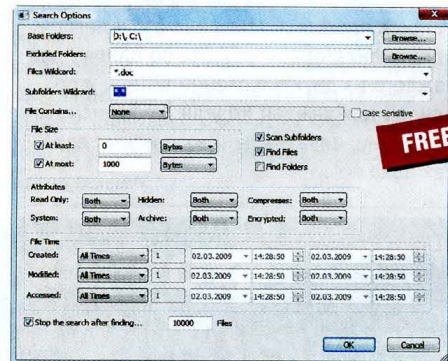 Search Options
Base Folders: D:\, C:\ Browse...
Excluded Folders: Browse...
Files Wildcard: *.doc
Subfolders Wildcard: *.*
File Contains... None Case Sensitive
File Size
At least: 0 Bytes Scan Subfolders
At most: 1000 Bytes Find Files
Find Folders
FREE
Attributes
Read Only: Both Hidden: Both Compresses: Both
System: Both Archive: Both Encrypted: Both
File Time
Created: All Times 1 02.03.2009 14:28:50 02.03.2009 14:28:50
Modified: All Times 1 02.03.2009 14:28:50 02.03.2009 14:28:50
Accessed: All Times 1 02.03.2009 14:28:50 02.03.2009 14:28:50
Stop the search after finding... 10000 Files
OK Cancel